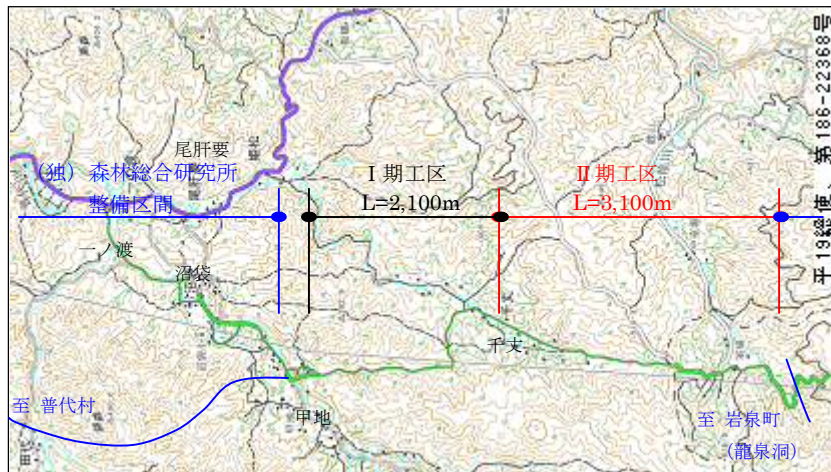 尾肝要
(独) 森林総合研究所
整備区間
Ⅰ期工区
L=2,100m
Ⅱ期工区
L=3,100m
一ノ渡
沼袋
千丈
甲地
至 普代村
至 岩泉町
(龍泉洞)
平 19総使、第 186-22368号